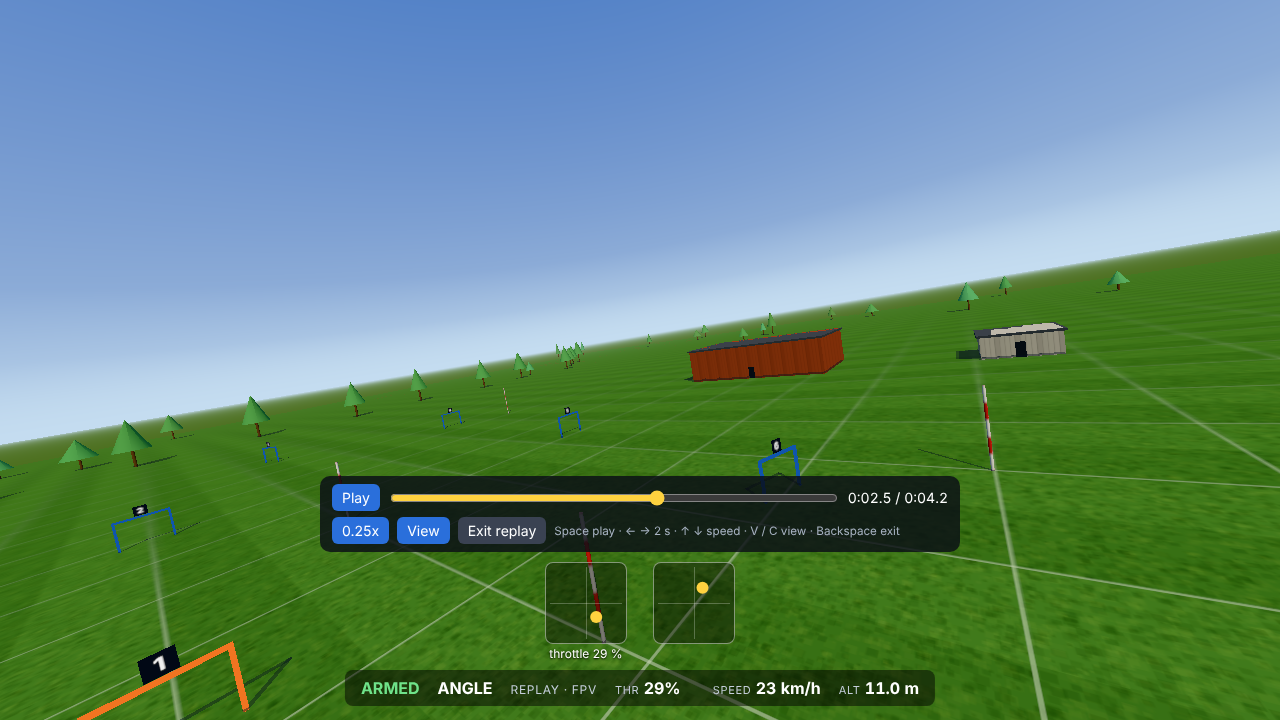 2
6
Play 0:02.5 / 0:04.2
0.25x View Exit replay Space play · ← → 2 s · ↑ ↓ speed · V / C view · Backspace exit
throttle 29 %
1
ARMED ANGLE REPLAY · FPV THR 29% SPEED 23 km/h ALT 11.0 m